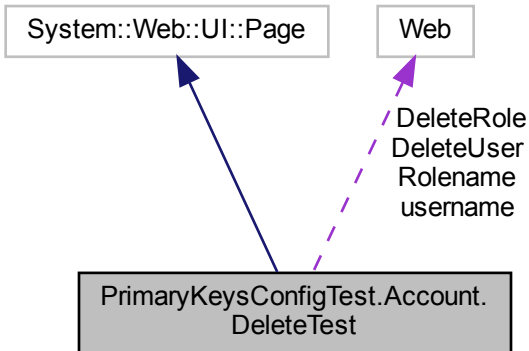 System::Web::UI::Page
Web
DeleteRole
DeleteUser
Rolename
username
PrimaryKeysConfigTest.Account.
DeleteTest